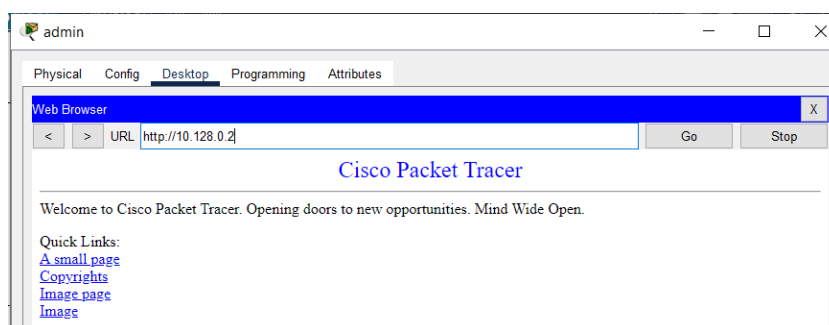 admin
Physical Config Desktop Programming Attributes
Web Browser X
< > URL http://10.128.0.2 Go Stop
Cisco Packet Tracer
Welcome to Cisco Packet Tracer. Opening doors to new opportunities. Mind Wide Open.
Quick Links:
A small page
Copyrights
Image page
Image